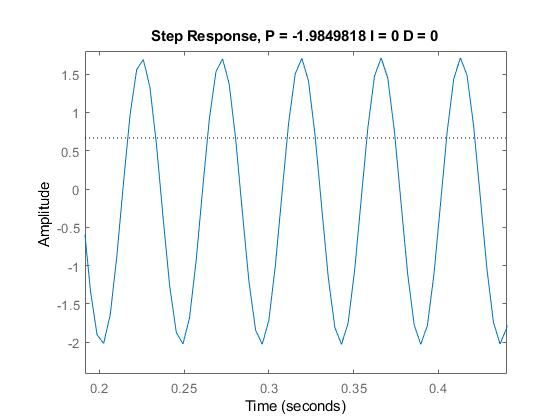 Step Response, P = -1.9849818 I = 0 D = 0
1.5
1
0.5
0
-0.5
-1
-1.5
-2
Amplitude
0.2 0.25 0.3 0.35 0.4
Time (seconds)